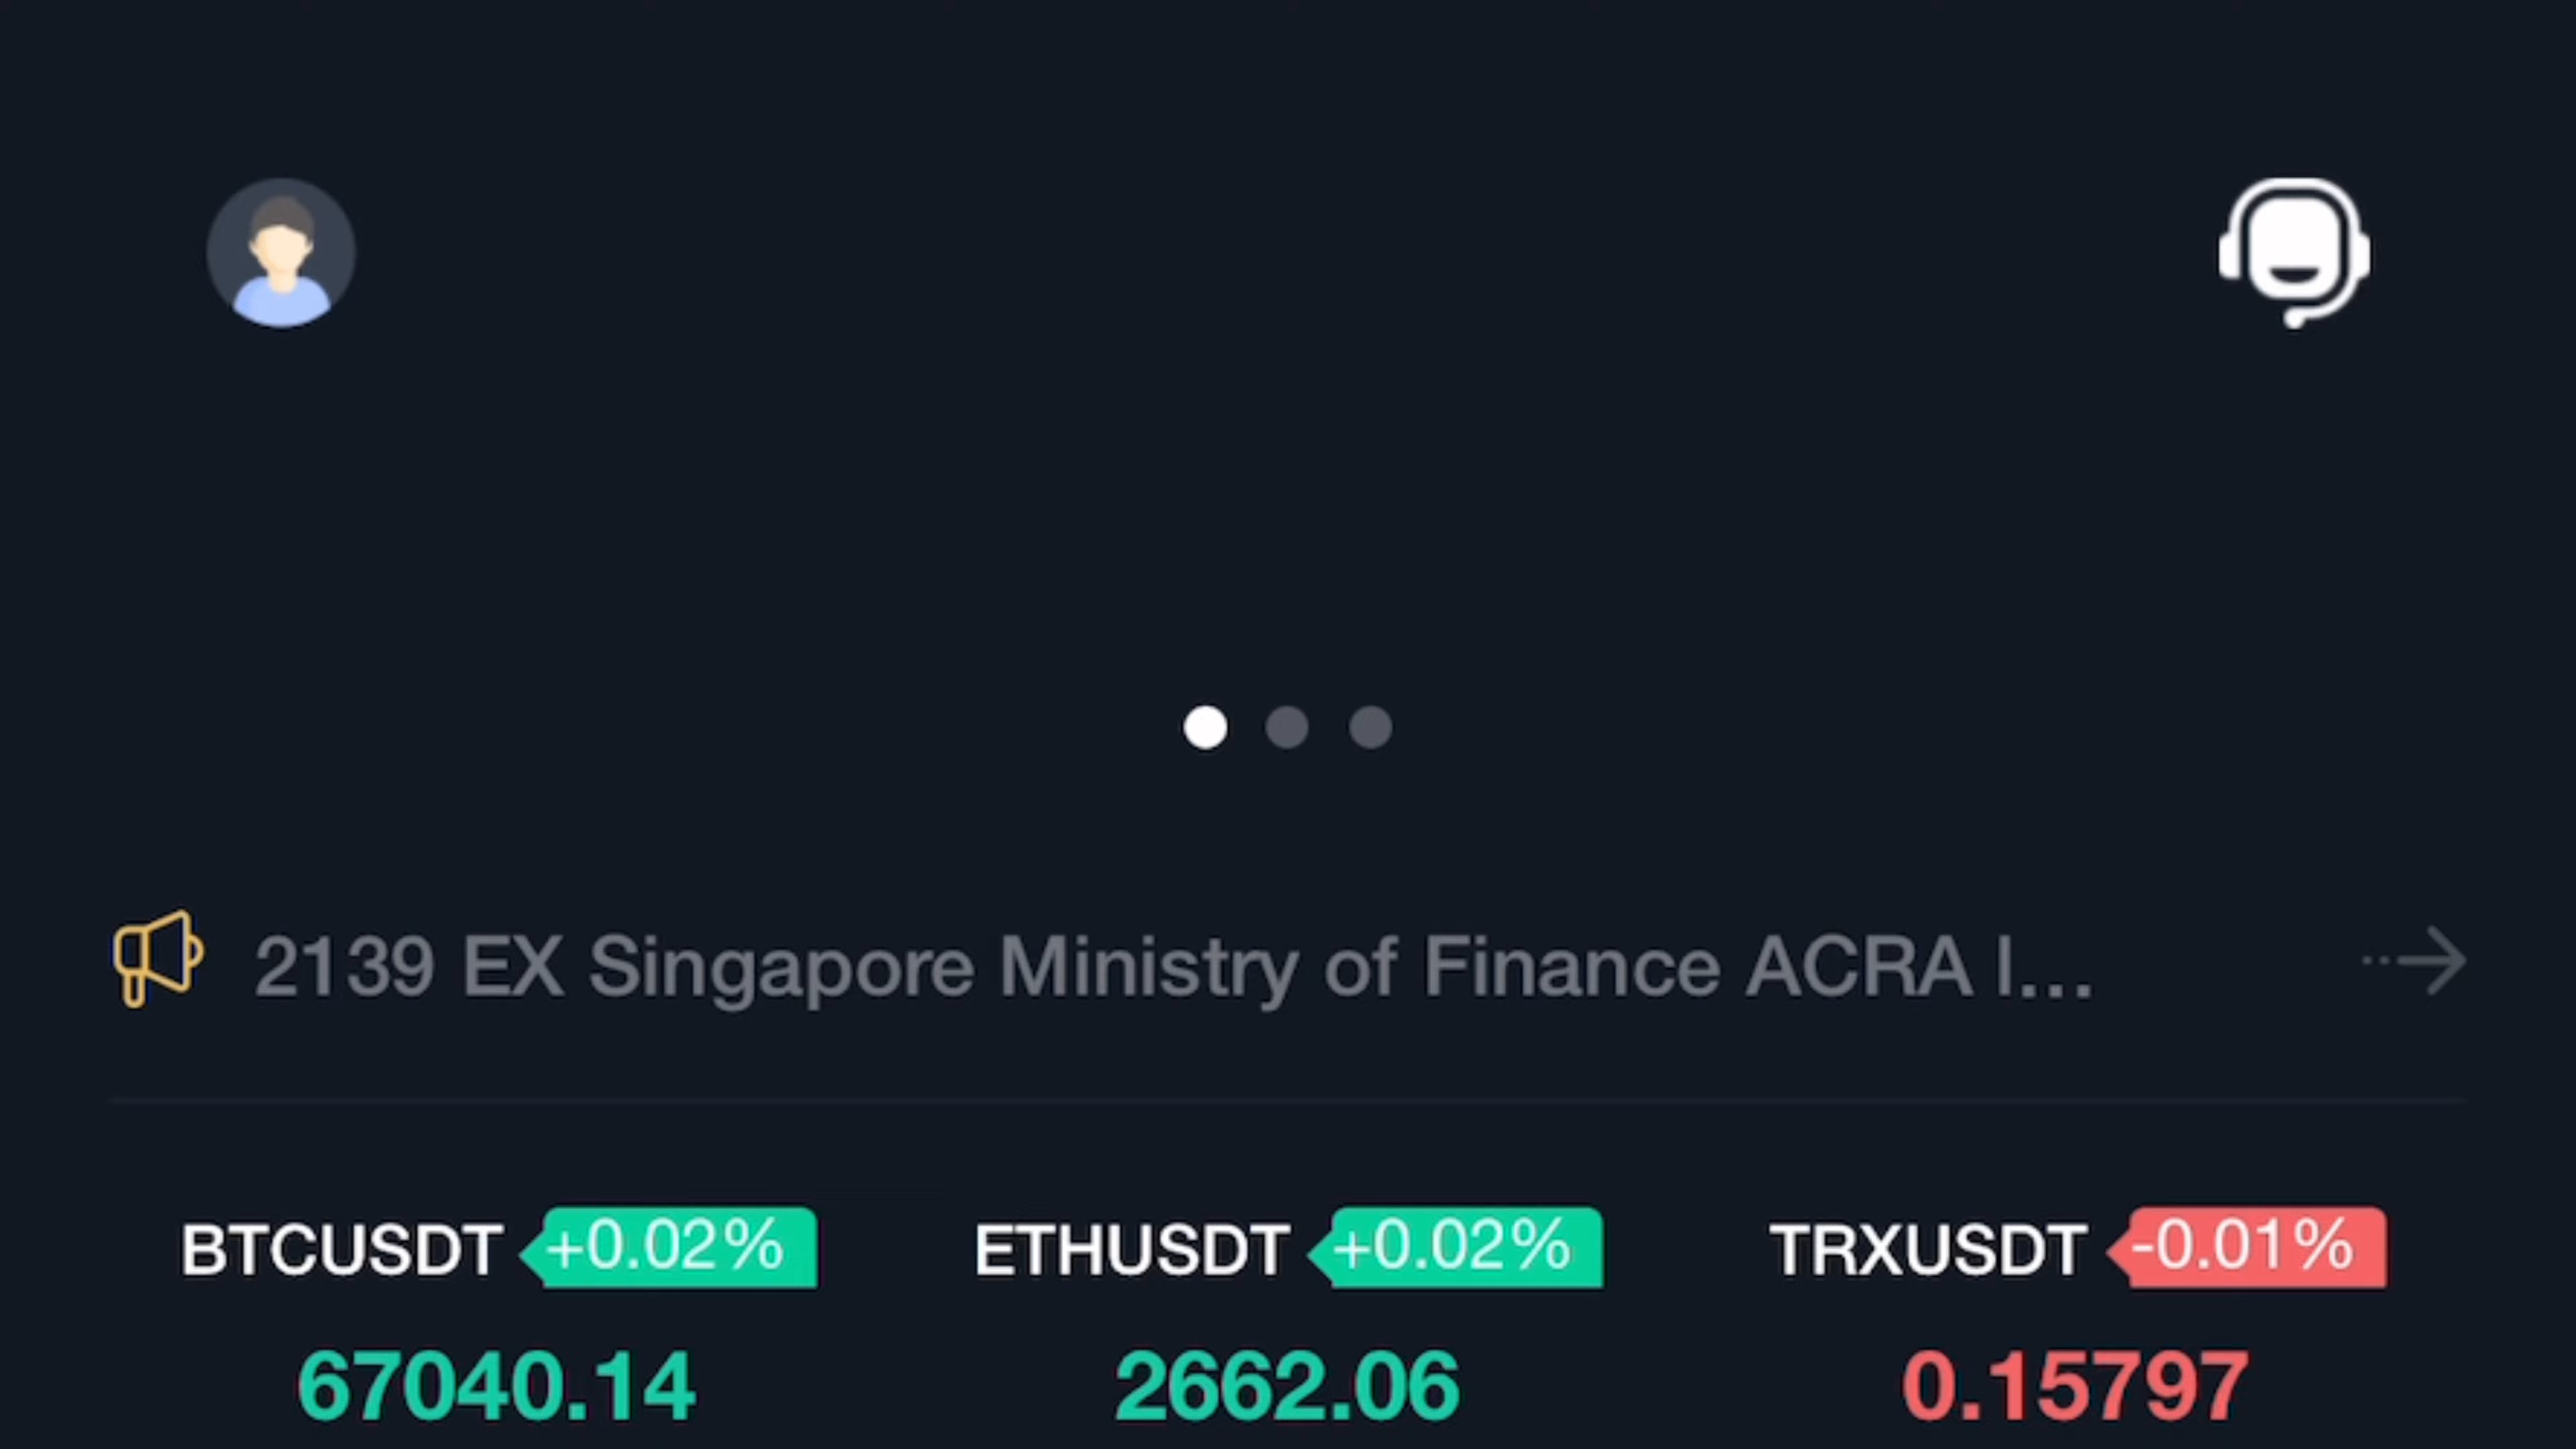 2139 EX Singapore Ministry of Finance ACRA l...
BTCUSDT +0.02% ETHUSDT +0.02% TRXUSDT -0.01%
67040.14 2662.06 0.15797